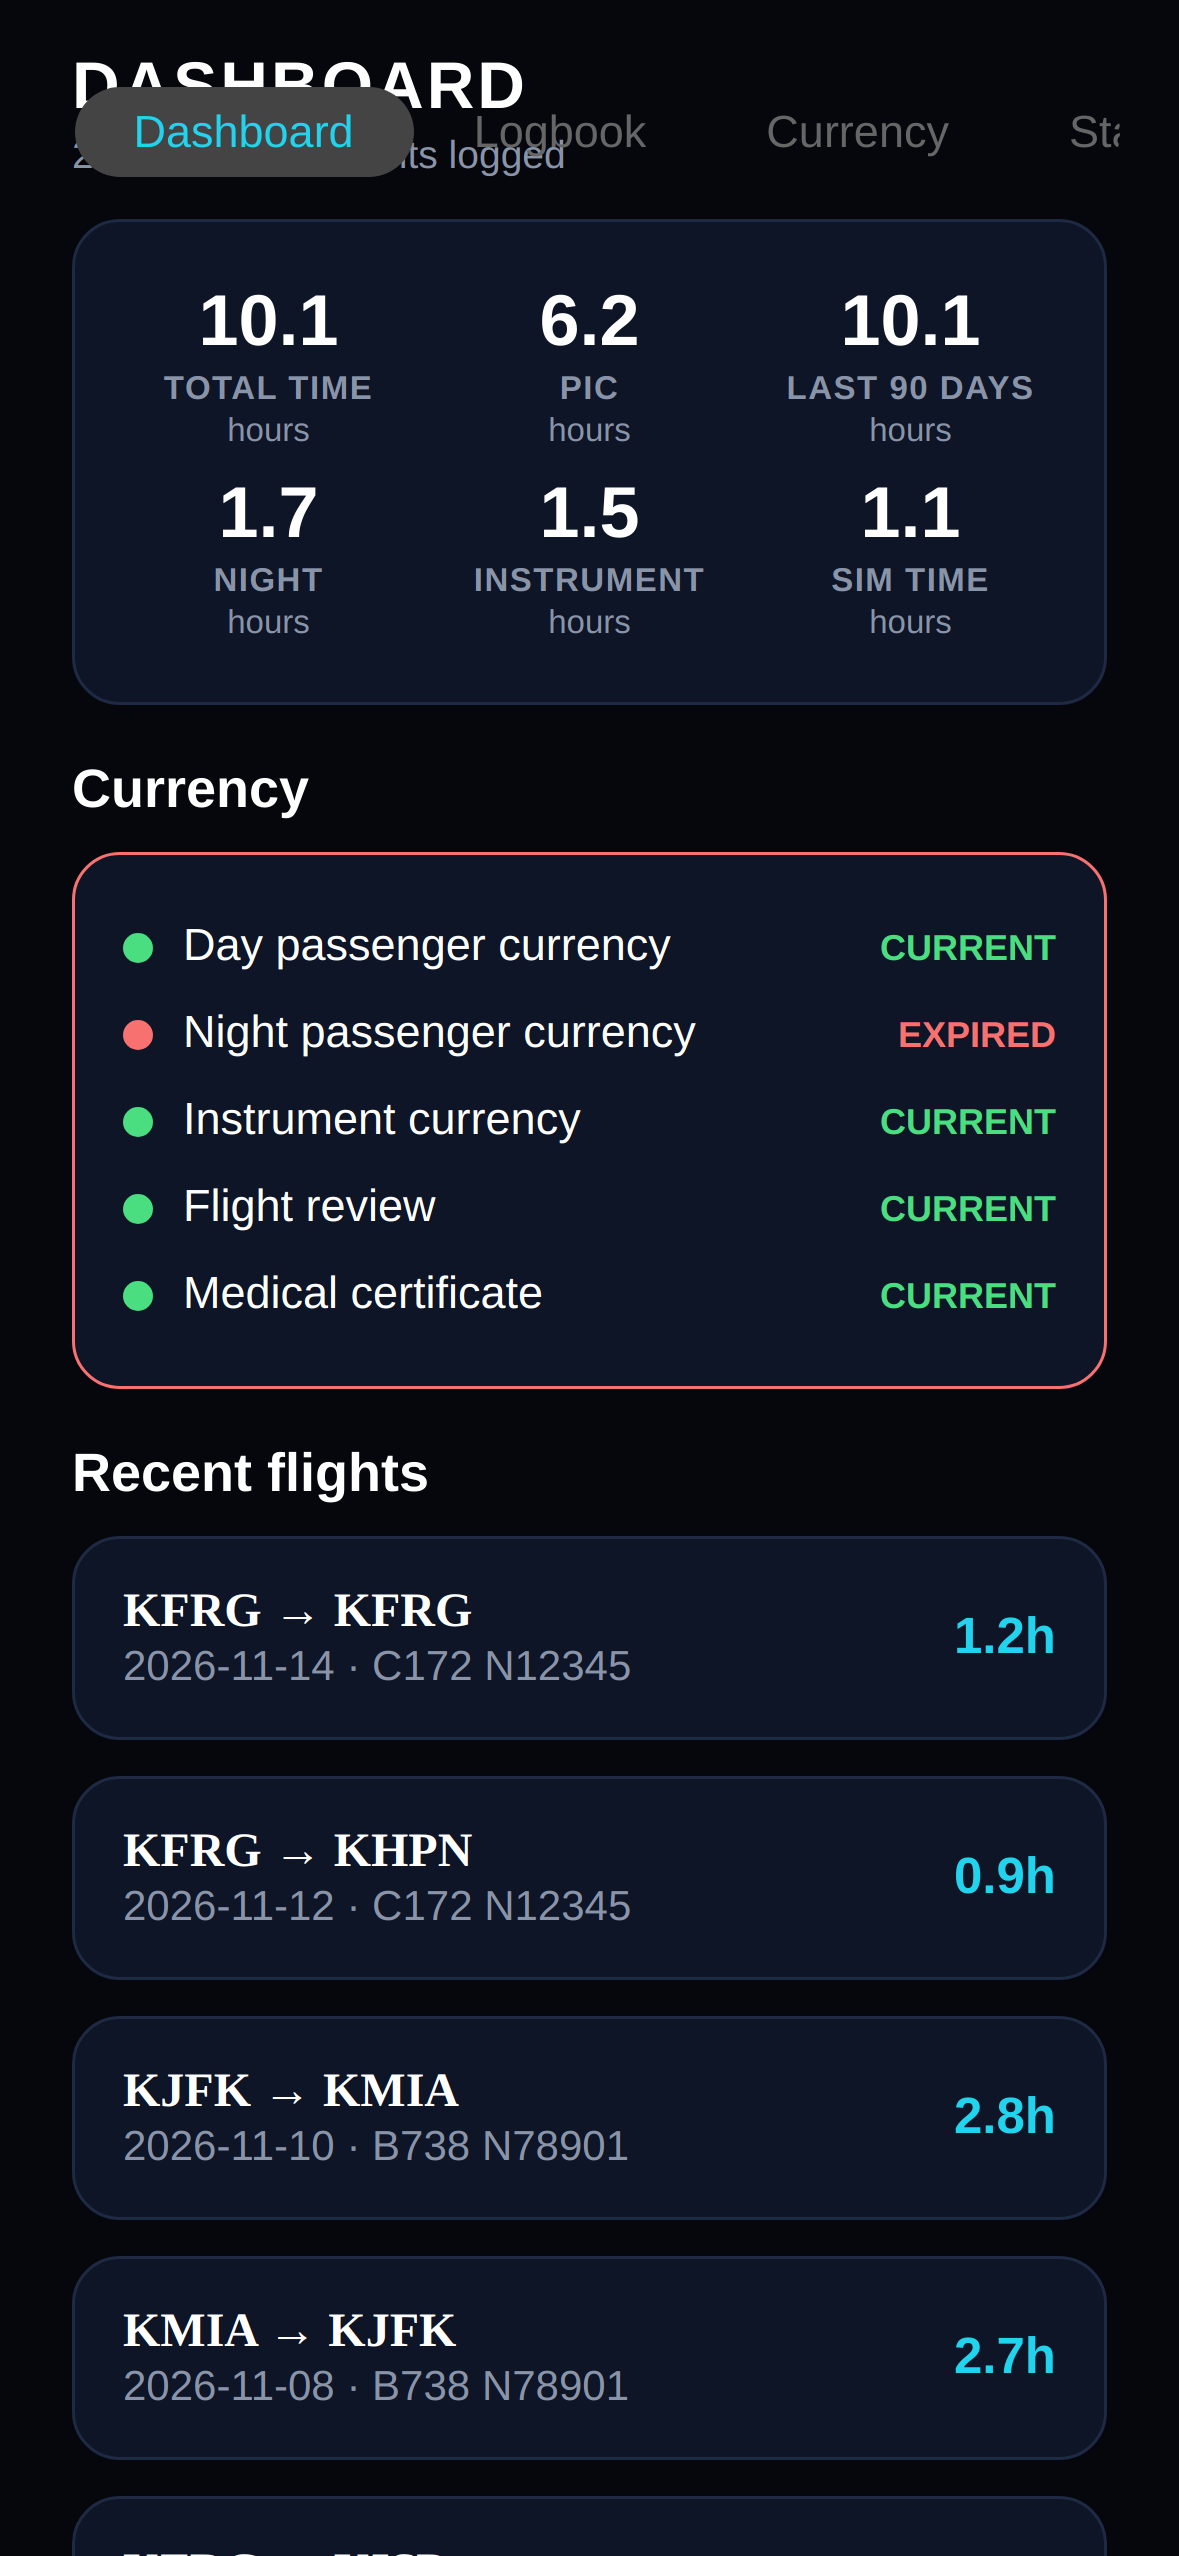 DASHBOARD
Dashboard Logbook Currency
logged
10.1 6.2 10.1
TOTAL TIME PIC LAST 90 DAYS
hours hours hours
1.7 1.5 1.1
NIGHT INSTRUMENT SIM TIME
hours hours hours
Currency
Day passenger currency CURRENT
Night passenger currency EXPIRED
Instrument currency CURRENT
Flight review CURRENT
Medical certificate CURRENT
Recent flights
KFRG → KFRG
2026-11-14 · C172 N12345
1.2h
KFRG → KHPN
2026-11-12 · C172 N12345
0.9h
KJFK → KMIA
2026-11-10 · B738 N78901
2.8h
KMIA → KJFK
2026-11-08 · B738 N78901
2.7h